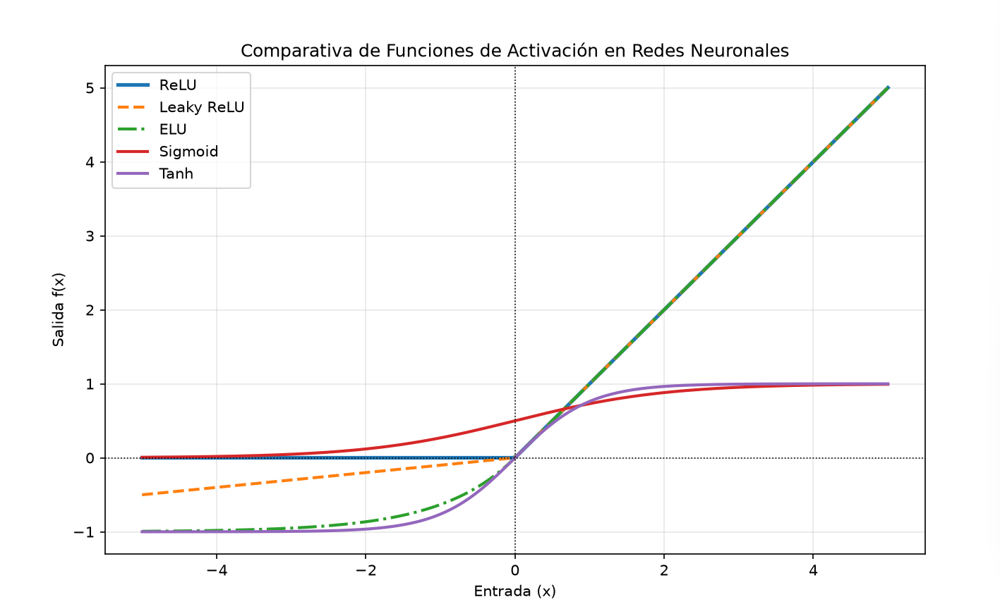 Comparativa de Funciones de Activación en Redes Neuronales
ReLU
Leaky ReLU
ELU
Sigmoid
Tanh
5
4
3
2
1
0
−1
Salida f(x)
−4
−2
0
2
4
Entrada (x)